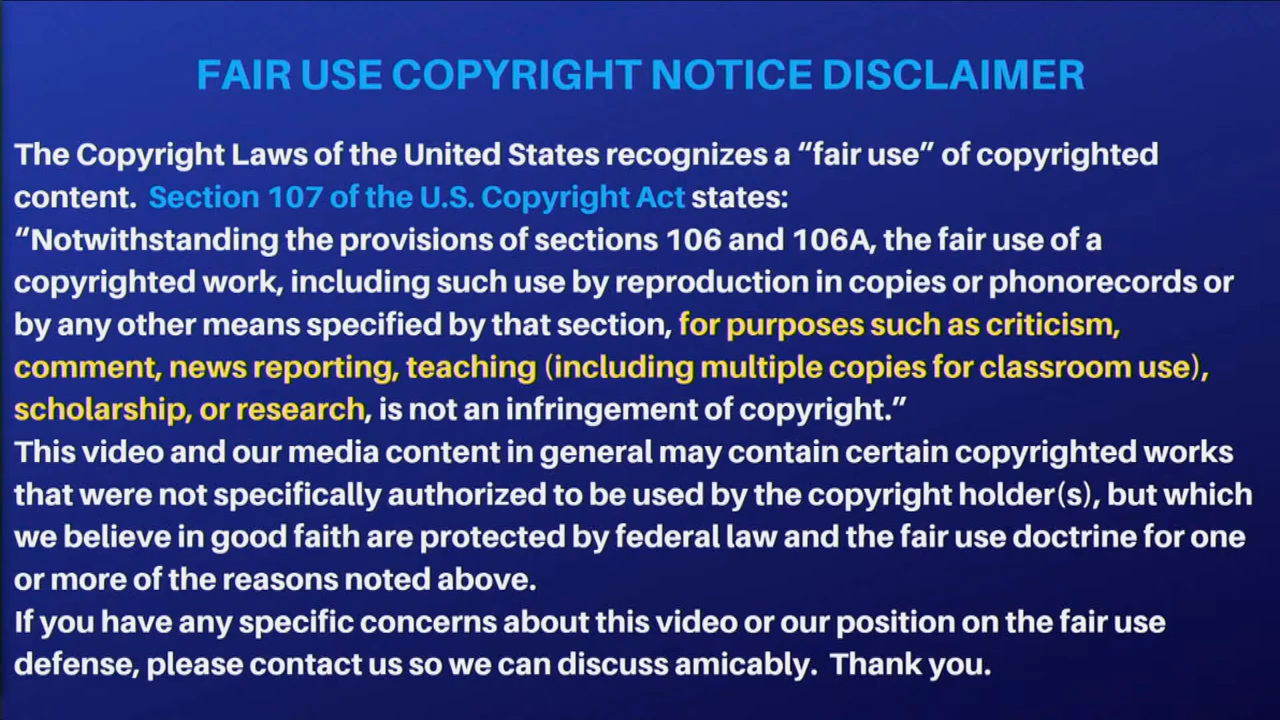 FAIR USE COPYRIGHT NOTICE DISCLAIMER
The Copyright Laws of the United States recognizes a “fair use” of copyrighted
content.  Section 107 of the U.S. Copyright Act states:
“Notwithstanding the provisions of sections 106 and 106A, the fair use of a
copyrighted work, including such use by reproduction in copies or phonorecords or
by any other means specified by that section, for purposes such as criticism,
comment, news reporting, teaching (including multiple copies for classroom use),
scholarship, or research, is not an infringement of copyright.”
This video and our media content in general may contain certain copyrighted works
that were not specifically authorized to be used by the copyright holder(s), but which
we believe in good faith are protected by federal law and the fair use doctrine for one
or more of the reasons noted above.
If you have any specific concerns about this video or our position on the fair use
defense, please contact us so we can discuss amicably.  Thank you.